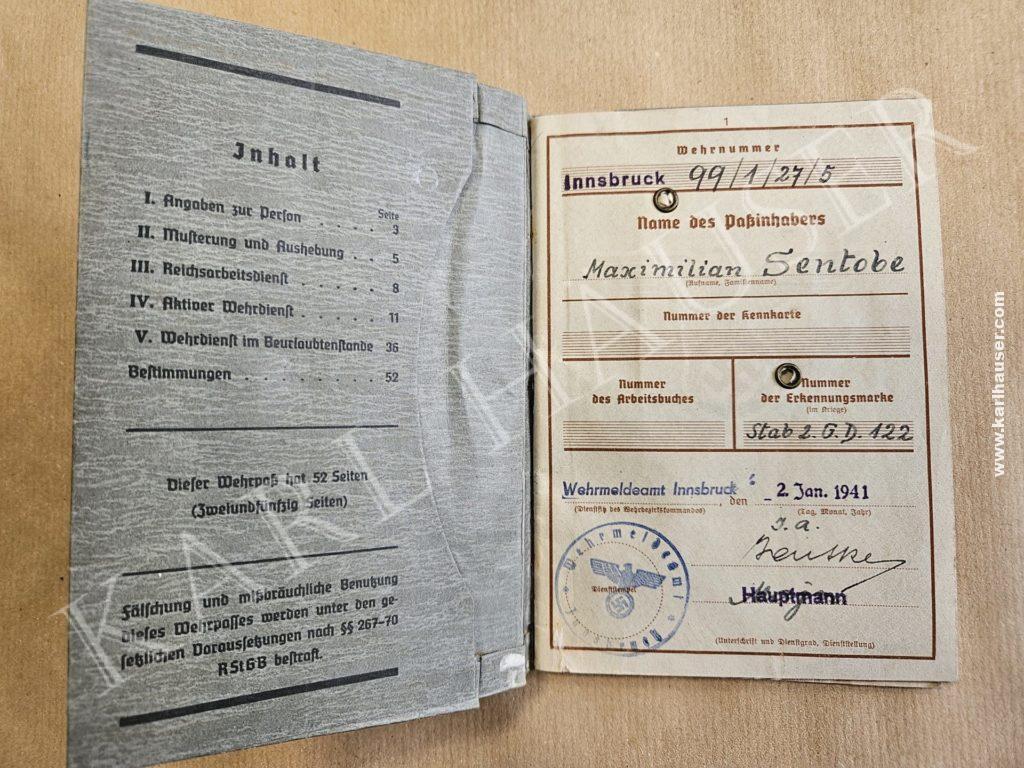 Inhalt
Seite
I. Angaben zur Person . . . . . 3
II. Musterung und Aushebung . . 5
III. Reichsarbeitsdienst . . . . . . 8
IV. Aktiver Wehrdienst . . . . . 11
V. Wehrdienst im Beurlaubtenstande 36
Bestimmungen . . . . . . . . 52
Dieser Wehrpaß hat 52 Seiten
(Zweiundfünfzig Seiten)
Fälschung und mißbräuchliche Benutzung
dieses Wehrpasses werden unter den ge-
setzlichen Voraussetzungen nach §§ 267-70
RStGB bestraft.
1
Wehrnummer
Innsbruck 99/1/27/5
Name des Paßinhabers
Maximilian Sentobe
(Rufname, Familienname)
Nummer der Kennkarte
Nummer
des Arbeitsbuches
Nummer
der Erkennungsmarke
(im Kriege)
Stab 2. G.D. 122
Wehrmeldeamt Innsbruck, den - 2. Jan. 1941
(Dienstsitz des Wehrbezirkskommandos) (Tag, Monat, Jahr)
Wehrmeldeamt
Dienststempel
Hauptmann
(Unterschrift und Dienstgrad, Dienststellung)
KARL HAUSER
www.karlhauser.com